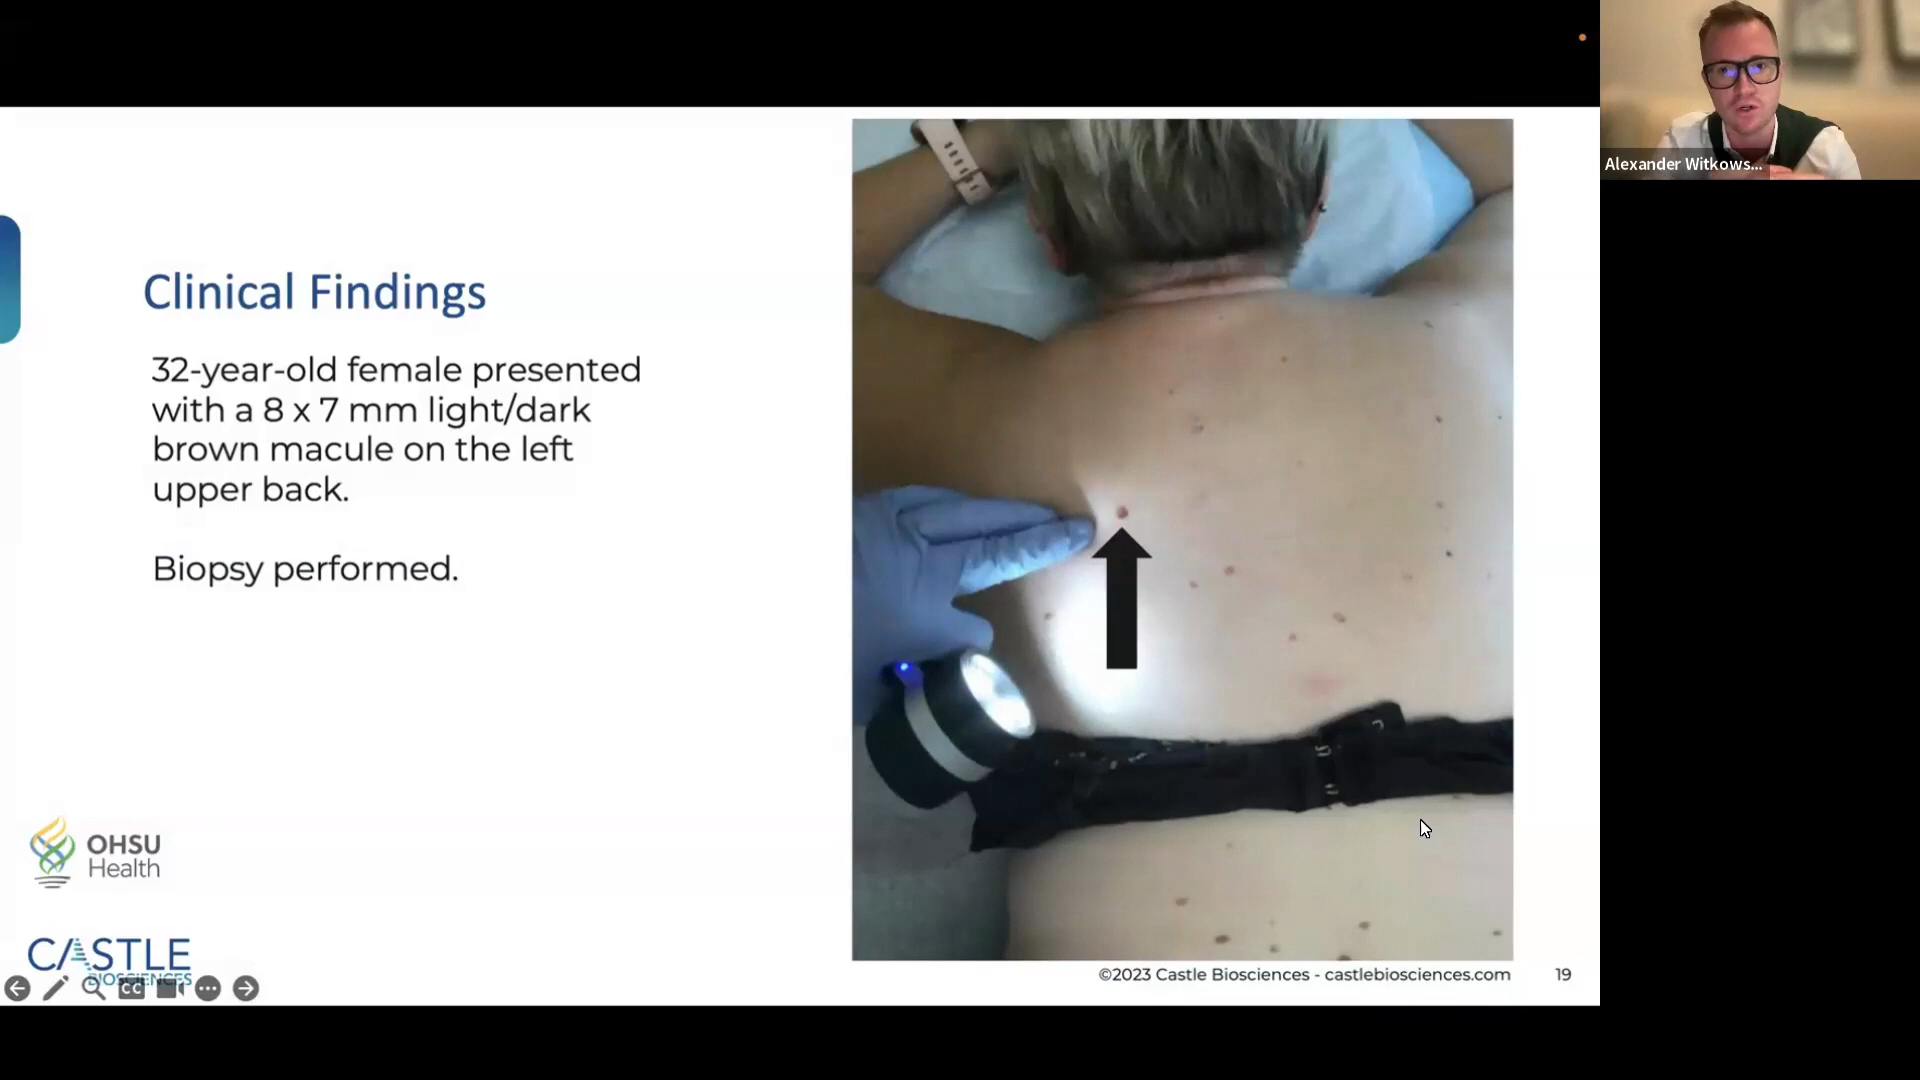 Alexander Witkows...
Clinical Findings
32-year-old female presented
with a 8 x 7 mm light/dark
brown macule on the left
upper back.
Biopsy performed.
OHSU
Health
CASTLE
BIOSCIENCES
CC
©2023 Castle Biosciences - castlebiosciences.com
19